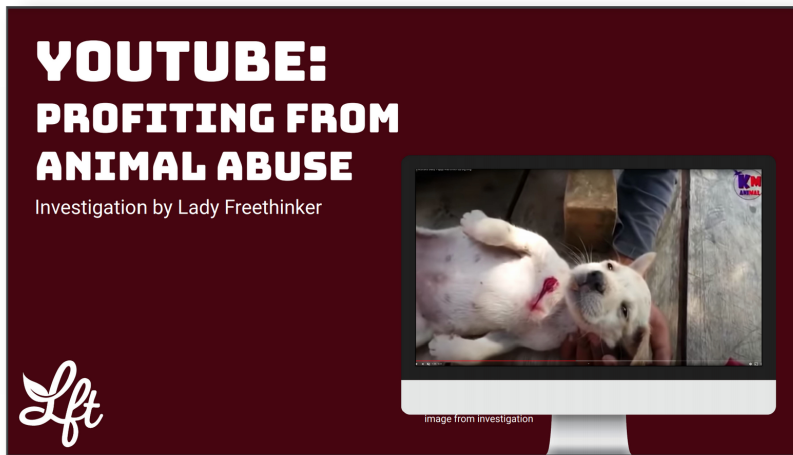 YOUTUBE:
PROFITING FROM
ANIMAL ABUSE
Investigation by Lady Freethinker
KM
ANIMAL
image from investigation
Lft